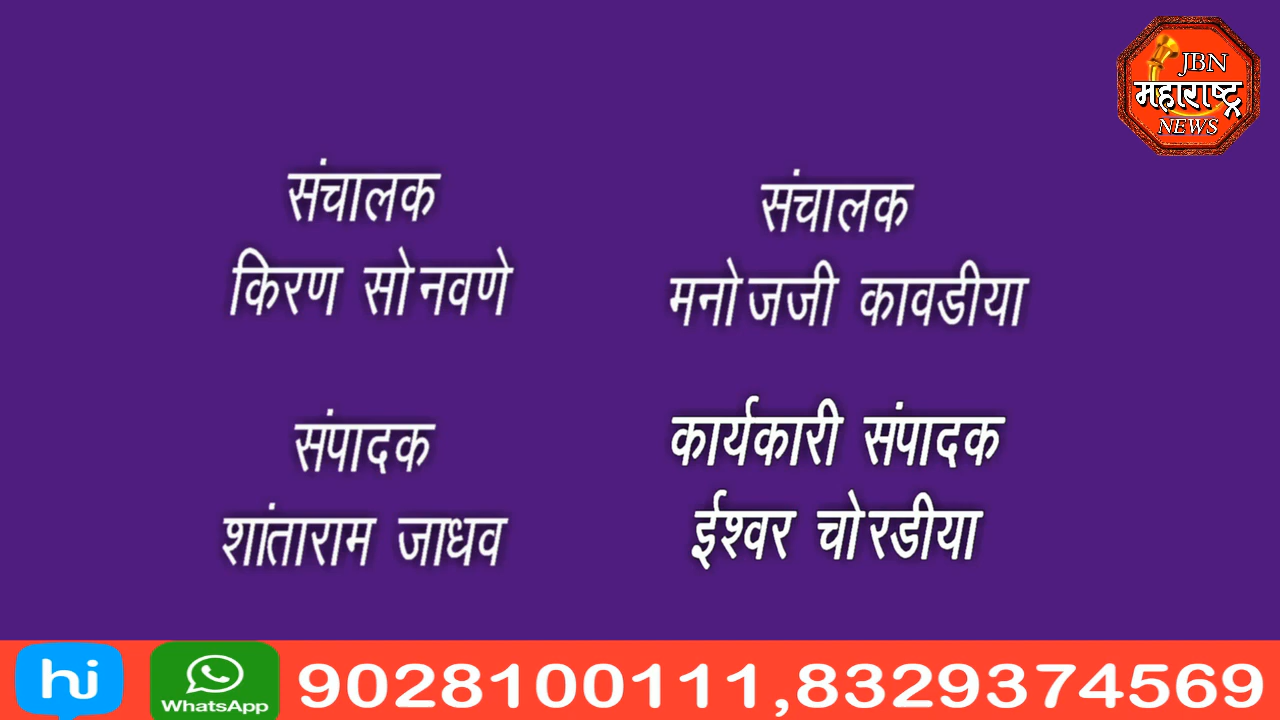 JBN
महाराष्ट्र
NEWS
संचालक
किरण सोनवणे
संचालक
मनोजजी कावडीया
संपादक
शांताराम जाधव
कार्यकारी संपादक
ईश्वर चोरडीया
hi
WhatsApp
9028100111,8329374569